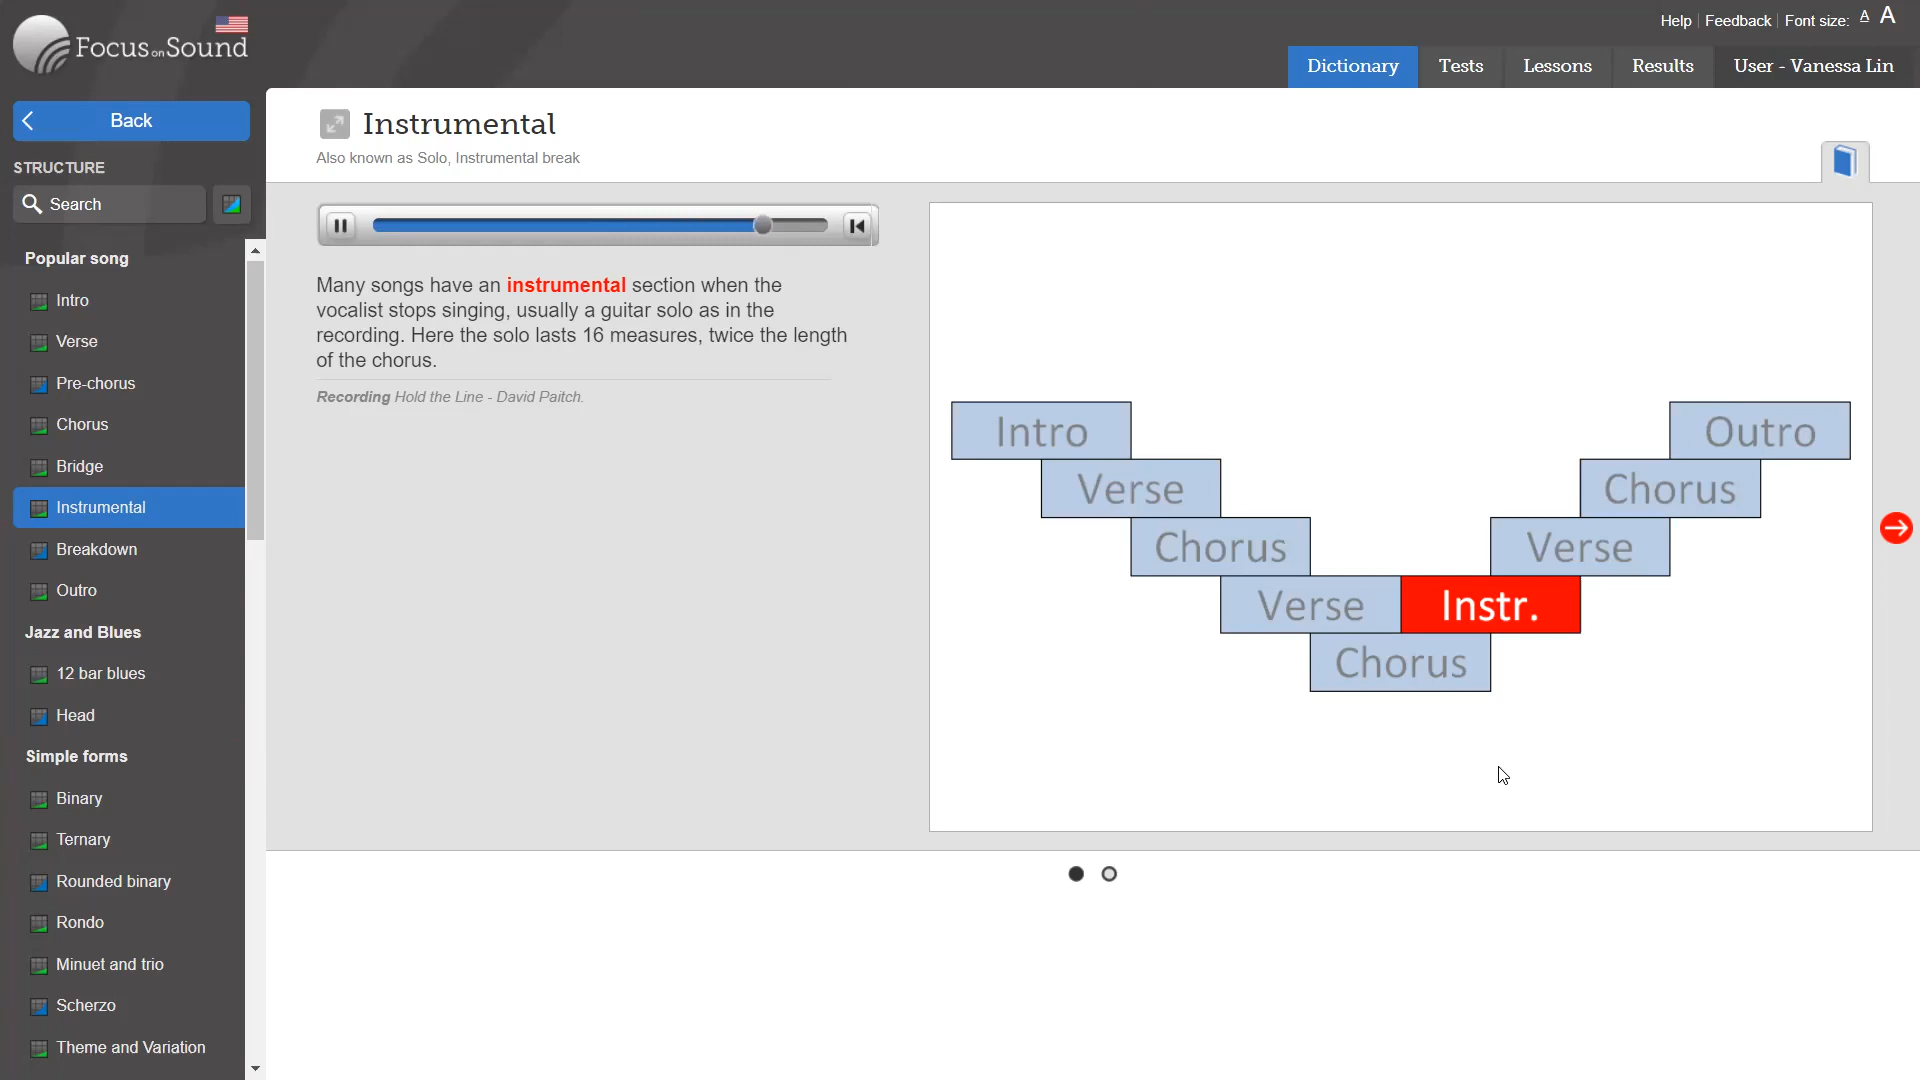 Focus on Sound
Help
Feedback
Font size: A A
Dictionary
Tests
Lessons
Results
User - Vanessa Lin
Back
STRUCTURE
Search
Popular song
Intro
Verse
Pre-chorus
Chorus
Bridge
Instrumental
Breakdown
Outro
Jazz and Blues
12 bar blues
Head
Simple forms
Binary
Ternary
Rounded binary
Rondo
Minuet and trio
Scherzo
Theme and Variation
Instrumental
Also known as Solo, Instrumental break
Many songs have an instrumental section when the
vocalist stops singing, usually a guitar solo as in the
recording. Here the solo lasts 16 measures, twice the length
of the chorus.
Recording Hold the Line - David Paitch.
Intro
Verse
Chorus
Verse
Chorus
Instr.
Verse
Chorus
Outro